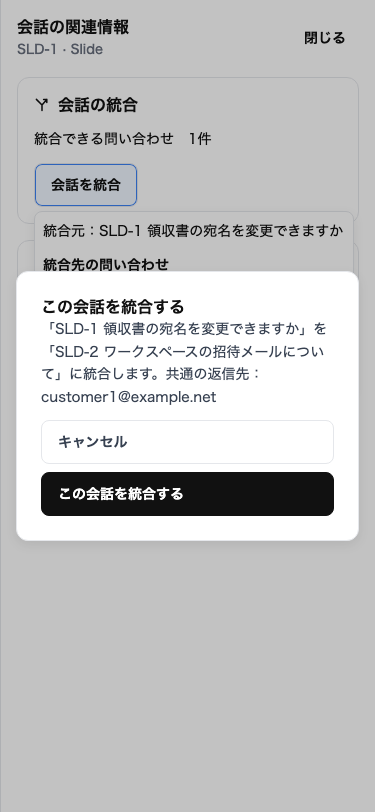 会話の関連情報
SLD-1 · Slide
閉じる
会話の統合
統合できる問い合わせ　1件
会話を統合
統合元：SLD-1 領収書の宛名を変更できますか
統合先の問い合わせ
この会話を統合する
「SLD-1 領収書の宛名を変更できますか」を
「SLD-2 ワークスペースの招待メールについ
て」に統合します。共通の返信先：
customer1@example.net
キャンセル
この会話を統合する